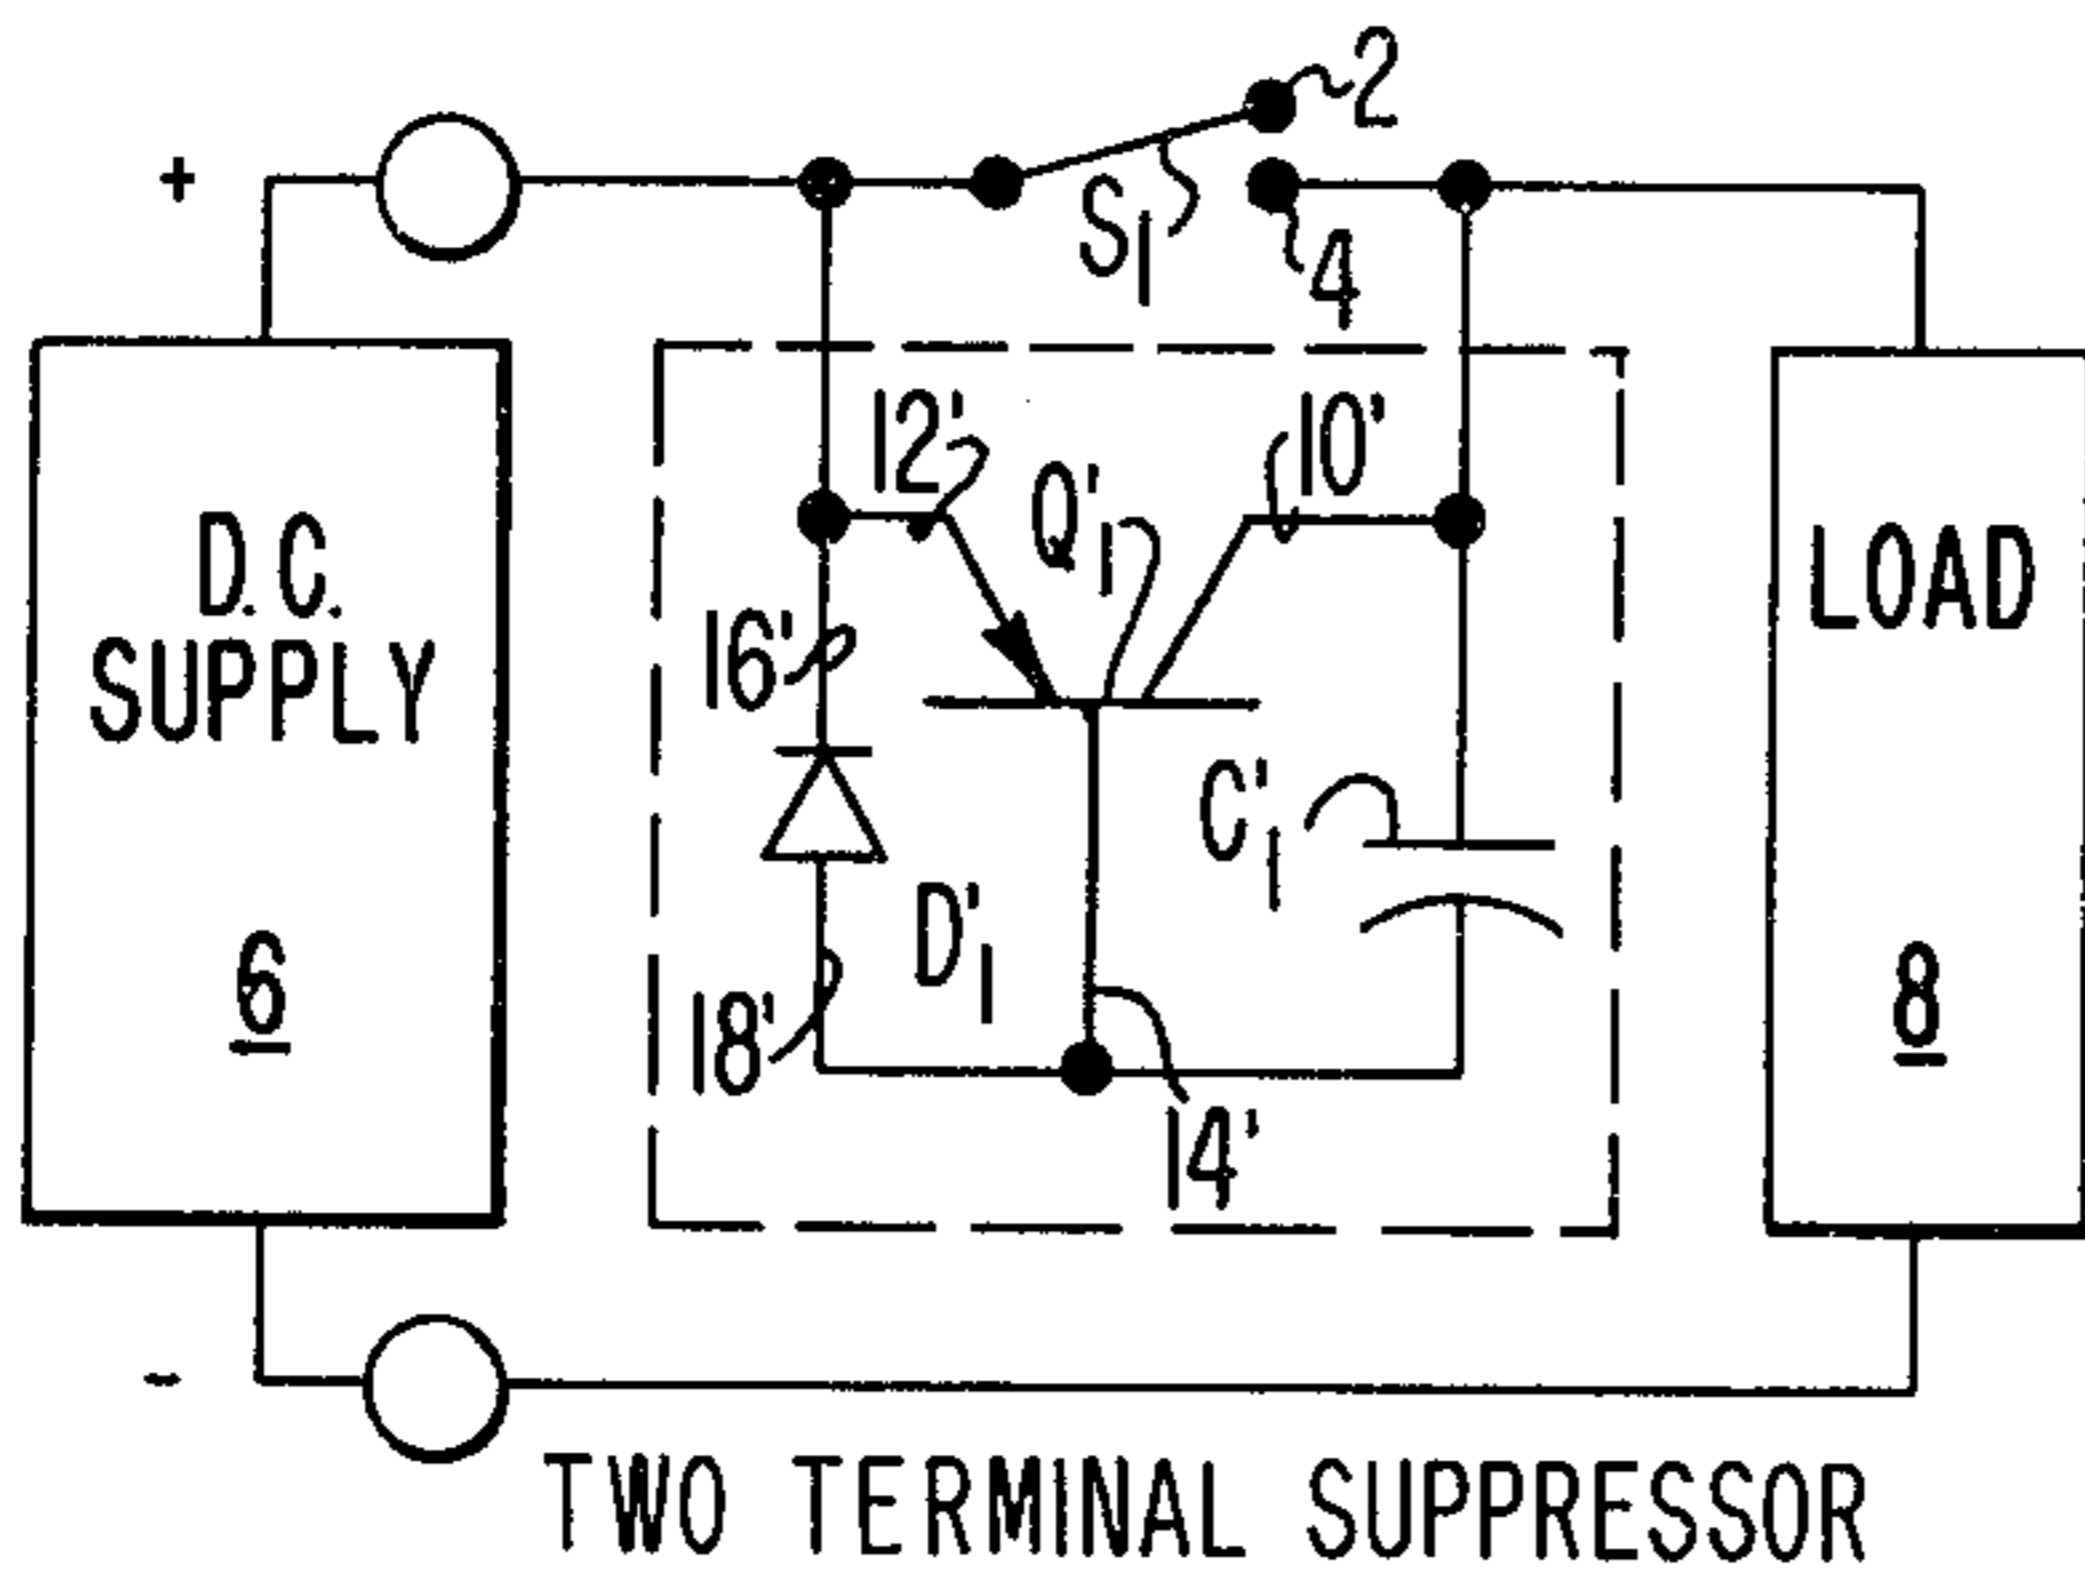 2
+
S1
4
12'
Q'1
10'
D.C.
SUPPLY
6
16'
C'1
D'1
18'
14'
LOAD
8
-
TWO TERMINAL SUPPRESSOR